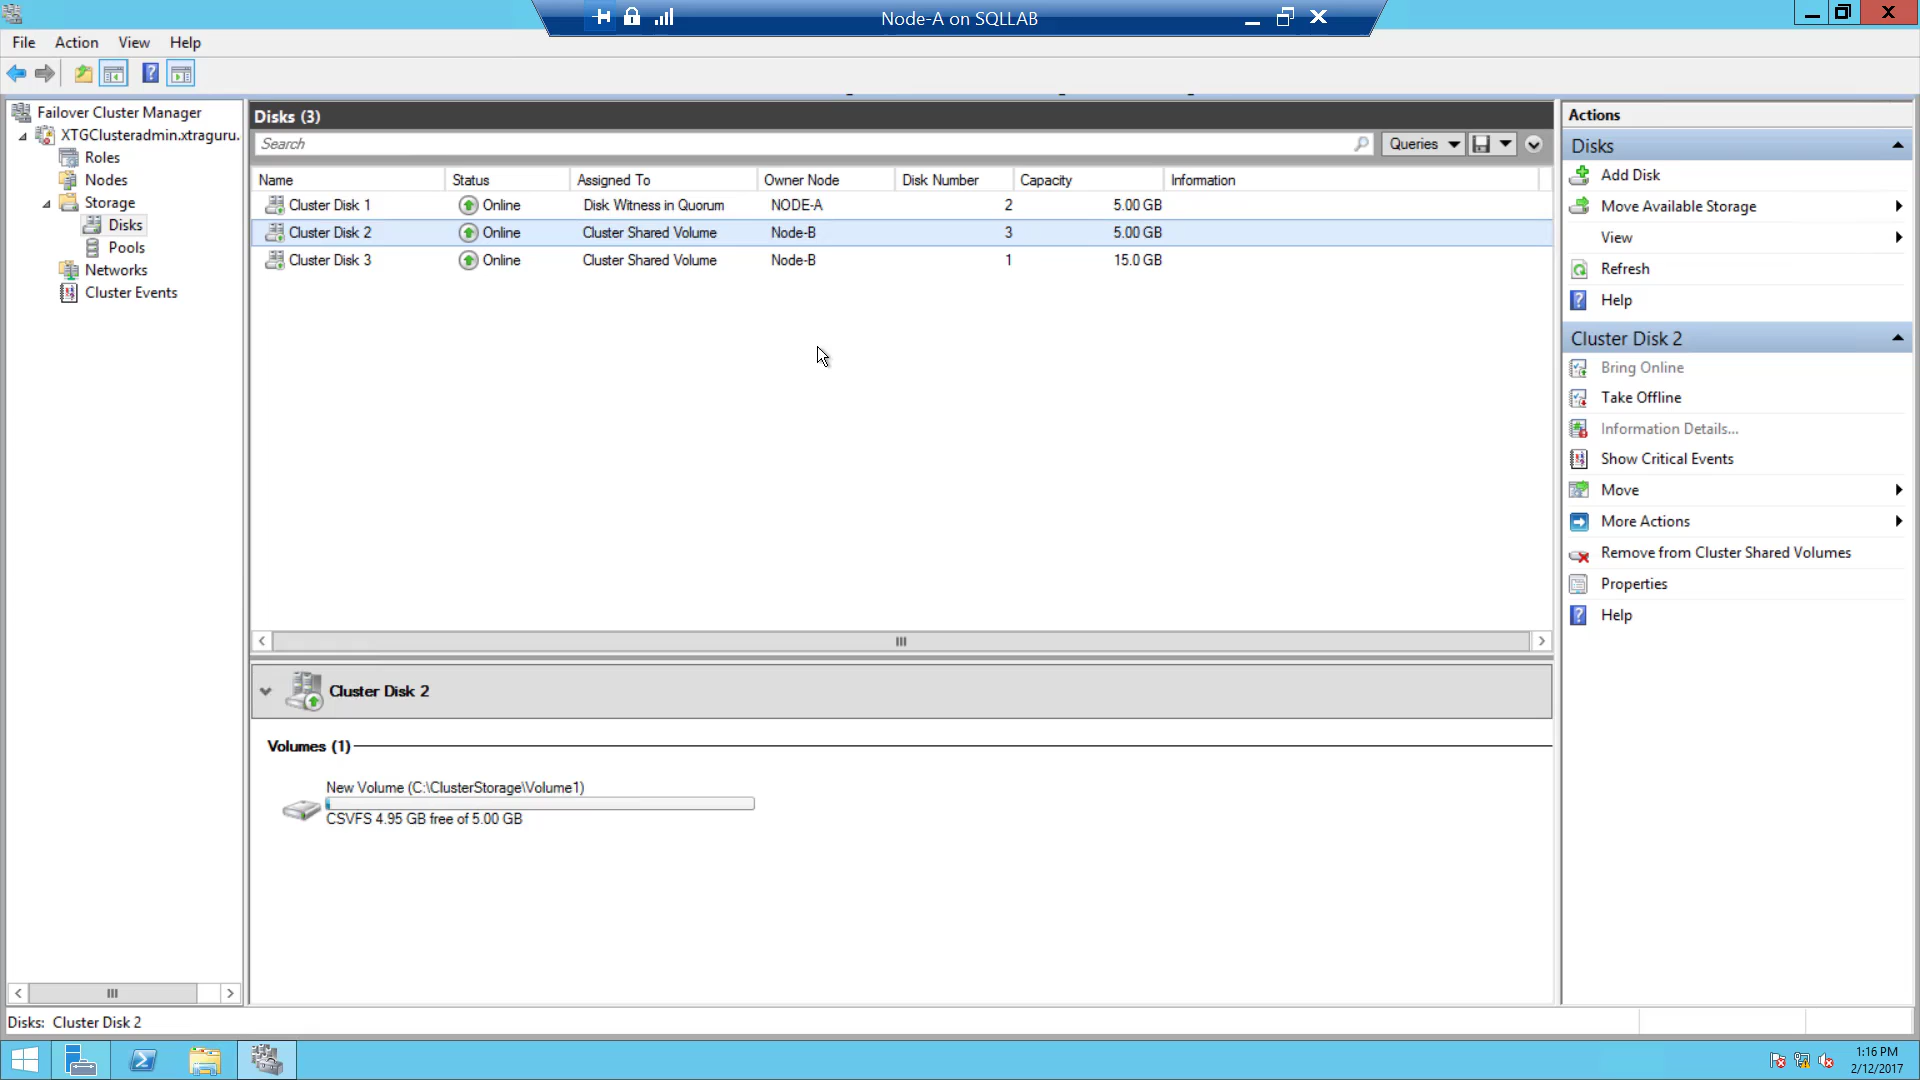 Node-A on SQLLAB
File Action View Help
Failover Cluster Manager
XTGClusteradmin.xtraguru.
Roles
Nodes
Storage
Disks
Pools
Networks
Cluster Events
Disks (3)
Search
Queries
Name Status Assigned To Owner Node Disk Number Capacity Information
Cluster Disk 1 Online Disk Witness in Quorum NODE-A 2 5.00 GB
Cluster Disk 2 Online Cluster Shared Volume Node-B 3 5.00 GB
Cluster Disk 3 Online Cluster Shared Volume Node-B 1 15.0 GB
Cluster Disk 2
Volumes (1)
New Volume (C:\ClusterStorage\Volume1)
CSVFS 4.95 GB free of 5.00 GB
Actions
Disks
Add Disk
Move Available Storage
View
Refresh
Help
Cluster Disk 2
Bring Online
Take Offline
Information Details...
Show Critical Events
Move
More Actions
Remove from Cluster Shared Volumes
Properties
Help
Disks: Cluster Disk 2
1:16 PM
2/12/2017